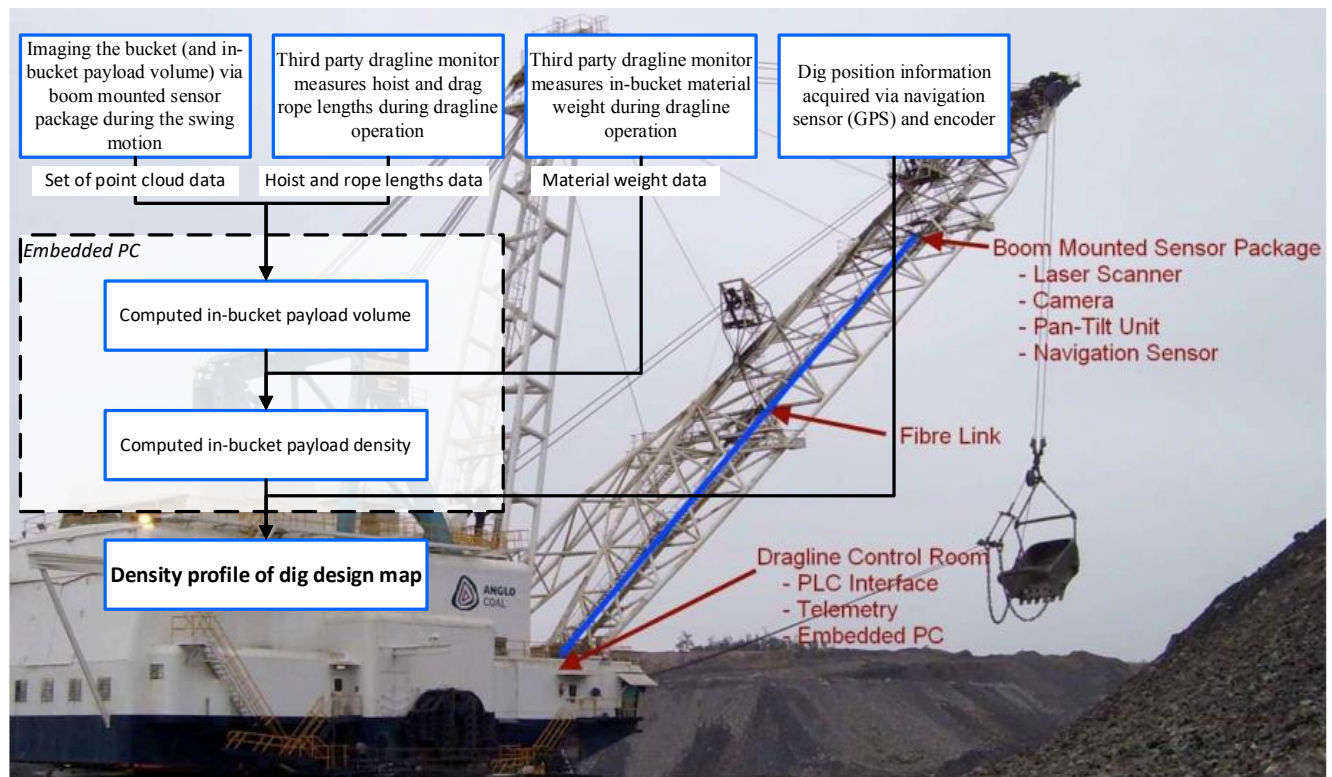 Imaging the bucket (and in-
bucket payload volume) via
boom mounted sensor
package during the swing
motion
Third party dragline monitor
measures hoist and drag
rope lengths during dragline
operation
Third party dragline monitor
measures in-bucket material
weight during dragline
operation
Dig position information
acquired via navigation
sensor (GPS) and encoder
Set of point cloud data
Hoist and rope lengths data
Material weight data
Embedded PC
Computed in-bucket payload volume
Computed in-bucket payload density
Density profile of dig design map
Boom Mounted Sensor Package
- Laser Scanner
- Camera
- Pan-Tilt Unit
- Navigation Sensor
Fibre Link
Dragline Control Room
- PLC Interface
- Telemetry
- Embedded PC
ANGLO
COAL